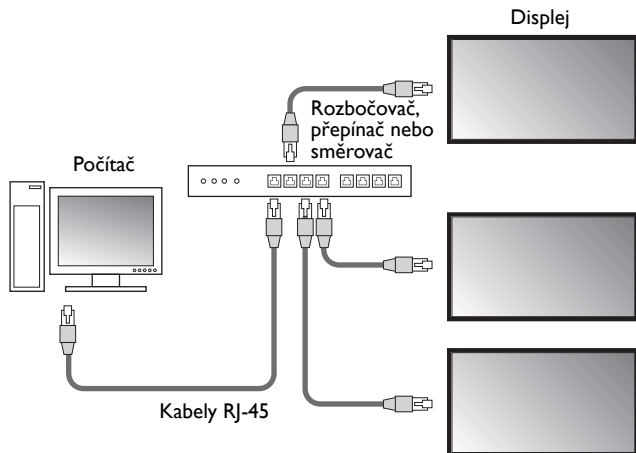 Displej
Rozbočovač,
přepínač nebo
směrovač
Počítač
Kabely RJ-45